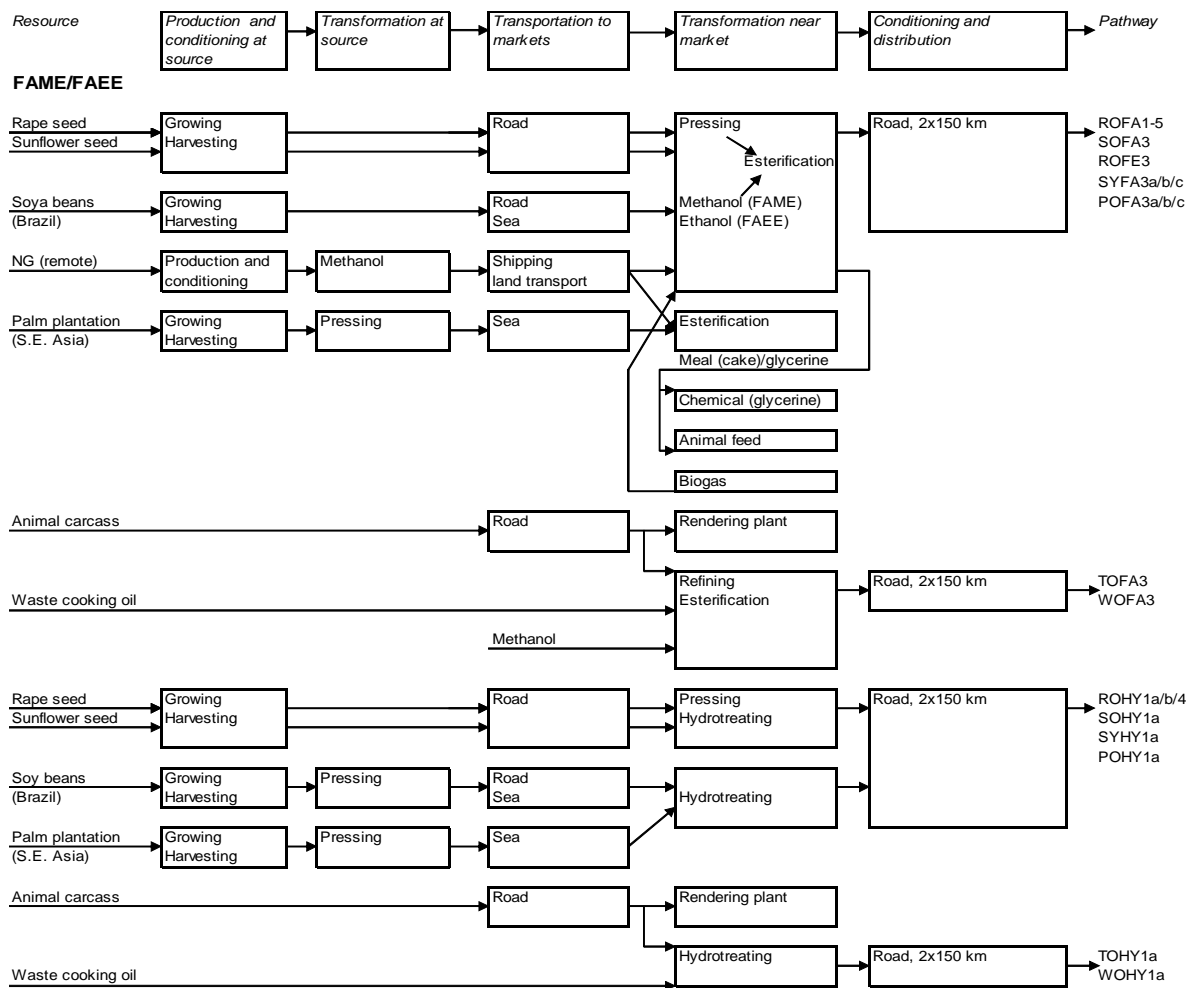 Resource
Production and
conditioning at
source
Transformation at
source
Transportation to
markets
Transformation near
market
Conditioning and
distribution
Pathway
FAME/FAEE
Rape seed
Sunflower seed
Growing
Harvesting
Road
Pressing
Esterification
Methanol (FAME)
Ethanol (FAEE)
Road, 2x150 km
ROFA1-5
SOFA3
ROFE3
SYFA3a/b/c
POFA3a/b/c
Soya beans
(Brazil)
Growing
Harvesting
Road
Sea
NG (remote)
Production and
conditioning
Methanol
Shipping
land transport
Palm plantation
(S.E. Asia)
Growing
Harvesting
Pressing
Sea
Esterification
Meal (cake)/glycerine
Chemical (glycerine)
Animal feed
Biogas
Animal carcass
Road
Rendering plant
Refining
Esterification
Road, 2x150 km
TOFA3
WOFA3
Waste cooking oil
Methanol
Rape seed
Sunflower seed
Growing
Harvesting
Road
Pressing
Hydrotreating
Road, 2x150 km
ROHY1a/b/4
SOHY1a
SYHY1a
POHY1a
Soy beans
(Brazil)
Growing
Harvesting
Pressing
Road
Sea
Hydrotreating
Palm plantation
(S.E. Asia)
Growing
Harvesting
Pressing
Sea
Animal carcass
Road
Rendering plant
Hydrotreating
Road, 2x150 km
TOHY1a
WOHY1a
Waste cooking oil